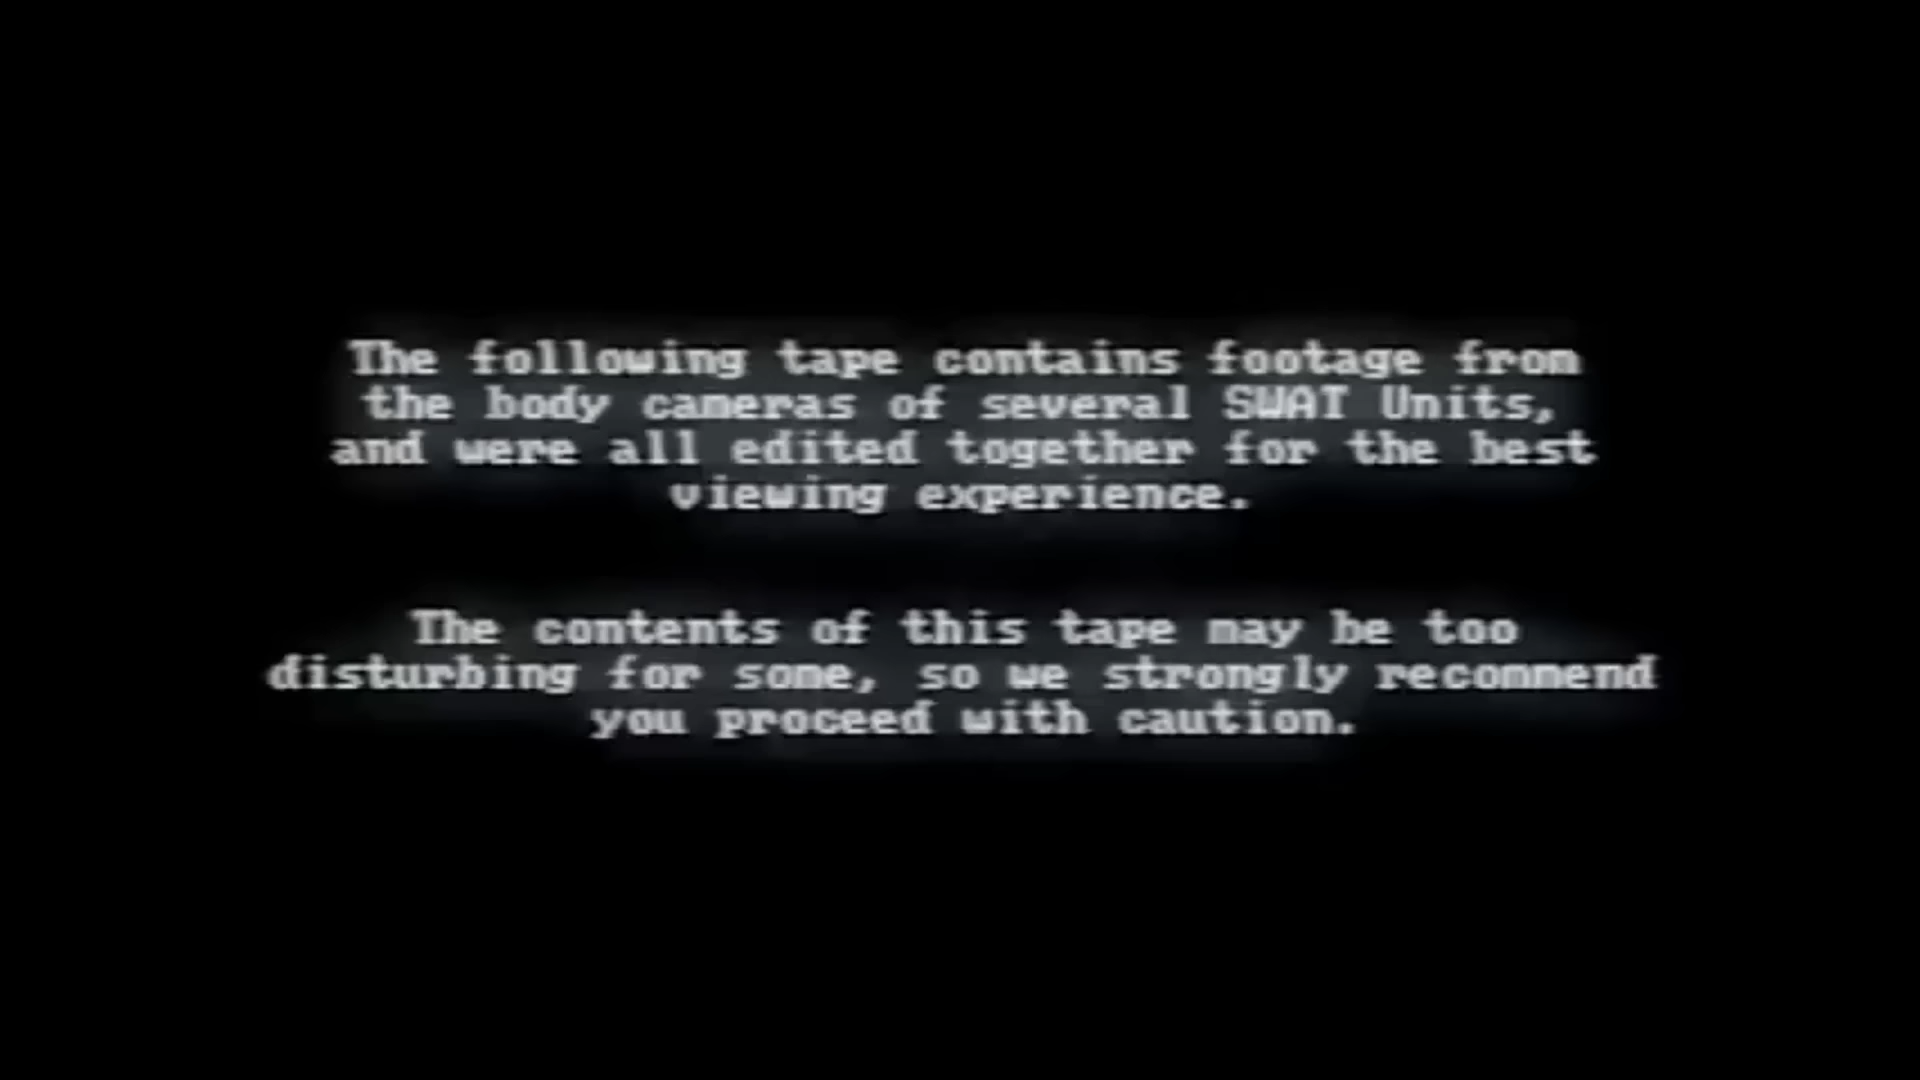 The following tape contains footage from
the body cameras of several SWAT Units,
and were all edited together for the best
viewing experience.
The contents of this tape may be too
disturbing for some, so we strongly recommend
you proceed with caution.